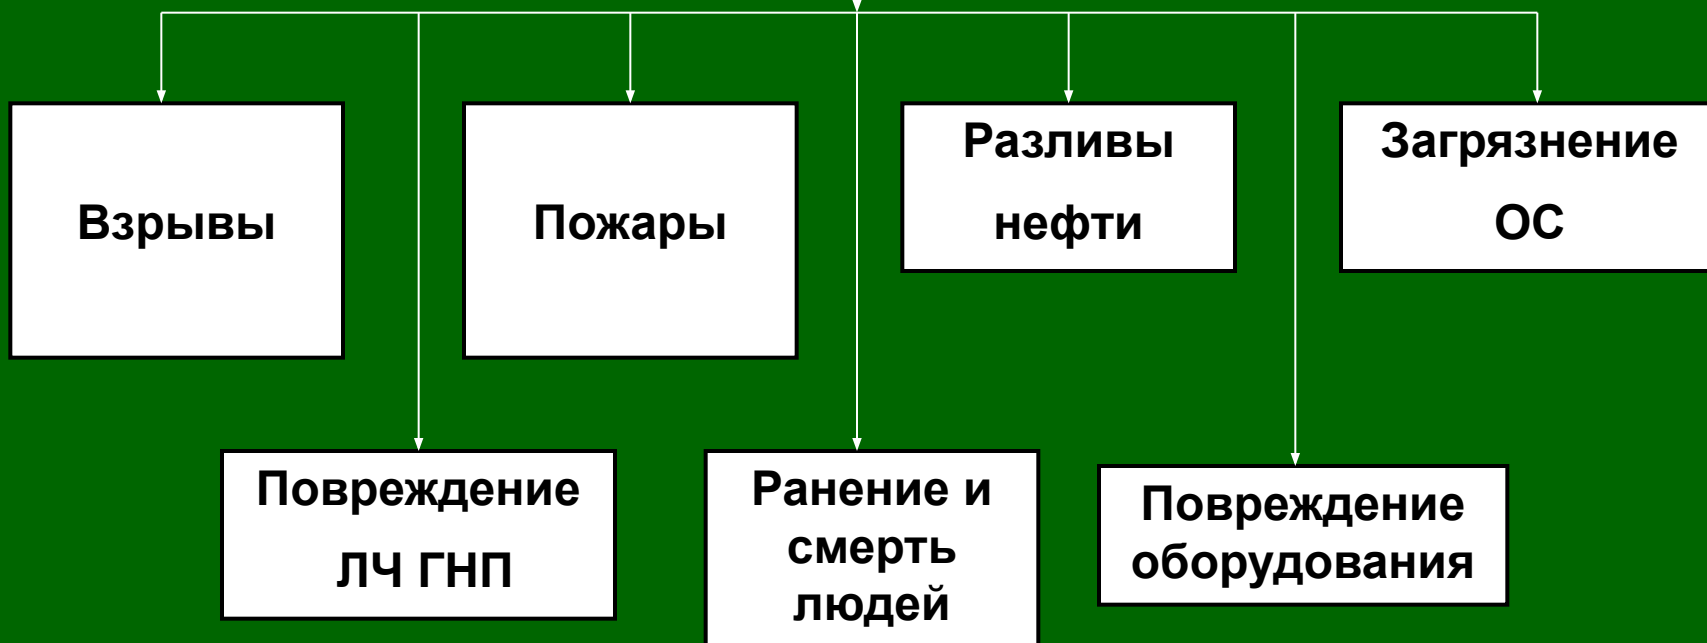 Взрывы
Пожары
Разливы
нефти
Загрязнение
ОС
Повреждение
ЛЧ ГНП
Ранение и
смерть
людей
Повреждение
оборудования